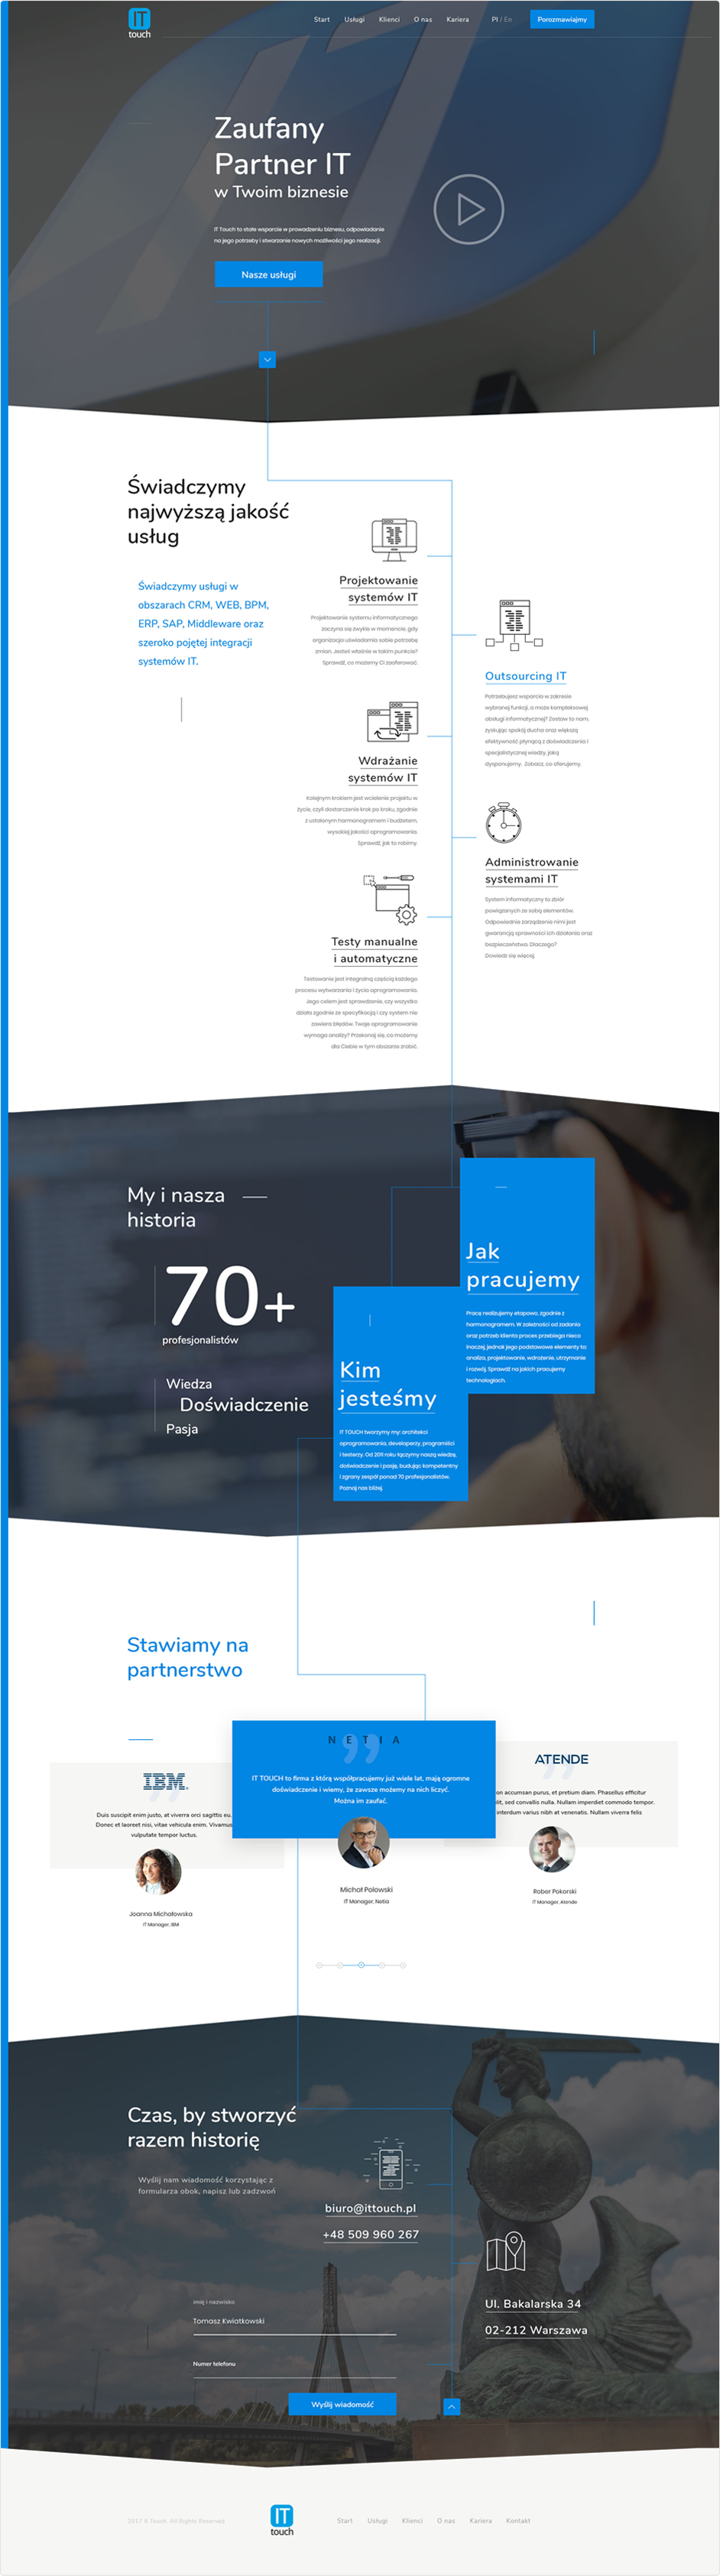 IT
touch
Start Usługi Klienci O nas Kariera Pl / En Porozmawiajmy
Zaufany
Partner IT
w Twoim biznesie
IT Touch to stałe wsparcie w prowadzeniu biznesu, odpowiadanie
na jego potrzeby i stwarzanie nowych możliwości jego realizacji.
Nasze usługi
Świadczymy
najwyższą jakość
usług
Świadczymy usługi w
obszarach CRM, WEB, BPM,
ERP, SAP, Middleware oraz
szeroko pojętej integracji
systemów IT.
Projektowanie
systemów IT
Projektowanie systemu informatycznego
zaczyna się zwykle w momencie, gdy
organizacja uświadamia sobie potrzebę
zmian. Jesteś właśnie w takim punkcie?
Sprawdź, co możemy Ci zaoferować.
Outsourcing IT
Potrzebujesz wsparcia w zakresie
wybranej funkcji, a może kompleksowej
obsługi informatycznej? Zostaw to nam,
zyskując spokój ducha oraz większą
efektywność płynącą z doświadczenia i
specjalistycznej wiedzy, jaką
dysponujemy. Zobacz, co oferujemy.
Wdrażanie
systemów IT
Kolejnym krokiem jest wcielenie projektu w
życie, czyli dostarczenie krok po kroku, zgodnie
z ustalonym harmonogramem i budżetem,
wysokiej jakości oprogramowania.
Sprawdź, jak to robimy.
Administrowanie
systemami IT
System informatyczny to zbiór
powiązanych ze sobą elementów.
Odpowiednie zarządzenie nimi jest
gwarancją sprawności ich działania oraz
bezpieczeństwa. Dlaczego?
Dowiedz się więcej.
Testy manualne
i automatyczne
Testowanie jest integralną częścią każdego
procesu wytwarzania i życia oprogramowania.
Jego celem jest sprawdzenie, czy wszystko
działa zgodnie ze specyfikacją i czy system nie
zawiera błędów. Twoje oprogramowanie
wymaga analizy? Przekonaj się, co możemy
dla Ciebie w tym obszarze zrobić.
My i nasza
historia
70+
profesjonalistów
Wiedza
Doświadczenie
Pasja
Jak
pracujemy
Pracę realizujemy etapowo, zgodnie z
harmonogramem. W zależności od zadania
oraz potrzeb klienta proces przebiega nieco
inaczej, jednak jego podstawowe elementy to
analiza, projektowanie, wdrożenie, utrzymanie
i rozwój. Sprawdź na jakich pracujemy
technologiach.
Kim
jesteśmy
IT TOUCH tworzymy my: architekci
oprogramowania, developerzy, programiści
i testerzy. Od 2011 roku łączymy naszą wiedzę,
doświadczenie i pasję, budując kompetentny
i zgrany zespół ponad 70 profesjonalistów.
Poznaj nas bliżej.
Stawiamy na
partnerstwo
IBM
Duis suscipit enim justo, at viverra orci sagittis eu.
Donec et laoreet nisi, vitae vehicula enim. Vivamus
vulputate tempor luctus.
Joanna Michałowska
IT Manager, IBM
NETIA
IT TOUCH to firma z którą współpracujemy już wiele lat, mają ogromne
doświadczenie i wiemy, że zawsze możemy na nich liczyć.
Można im zaufać.
Michał Polawski
IT Manager, Netia
ATENDE
on accumsan purus, et pretium diam. Phasellus efficitur
lit, sed convallis nulla. Nullam imperdiet commodo tempor.
interdum varius nibh at venenatis. Nullam viverra felis
Rober Pokorski
IT Manager, Atende
Czas, by stworzyć
razem historię
Wyślij nam wiadomość korzystając z
formularza obok, napisz lub zadzwoń
biuro@ittouch.pl
+48 509 960 267
Ul. Bakalarska 34
02-212 Warszawa
imię i nazwisko
Tomasz Kwiatkowski
Numer telefonu
Wyślij wiadomość
2017 © Touch. All Rights Reserved.
IT
touch
Start Usługi Klienci O nas Kariera Kontakt